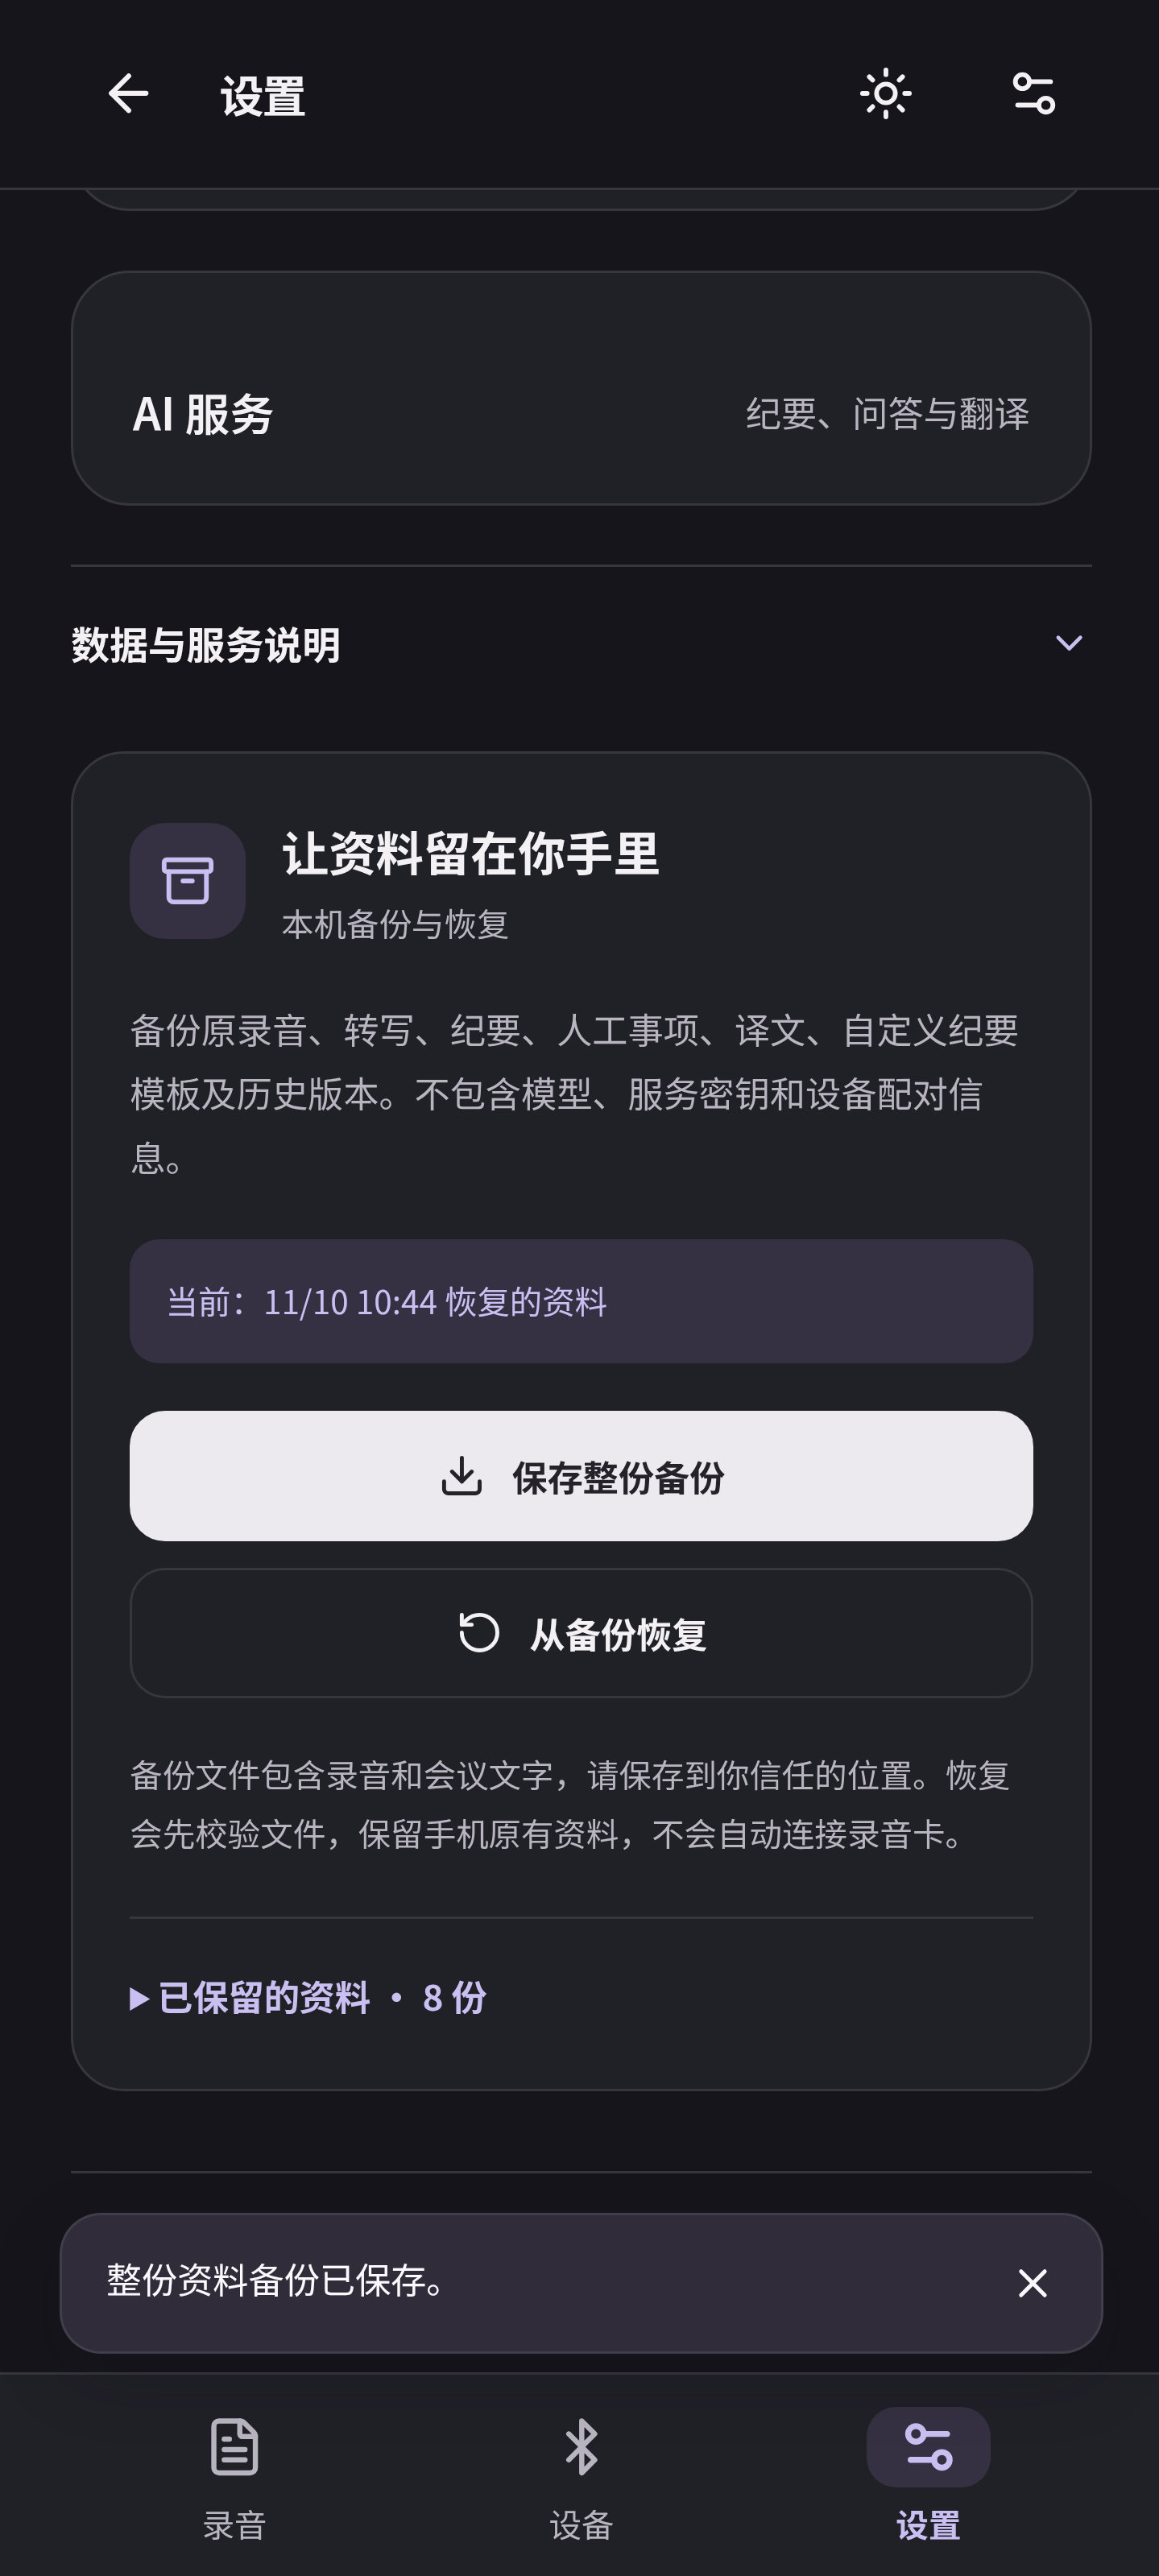 设置
AI 服务
纪要、问答与翻译
数据与服务说明
让资料留在你手里
本机备份与恢复
备份原录音、转写、纪要、人工事项、译文、自定义纪要
模板及历史版本。不包含模型、服务密钥和设备配对信
息。
当前：11/10 10:44 恢复的资料
保存整份备份
从备份恢复
备份文件包含录音和会议文字，请保存到你信任的位置。恢复
会先校验文件，保留手机原有资料，不会自动连接录音卡。
已保留的资料 · 8 份
整份资料备份已保存。
录音
设备
设置